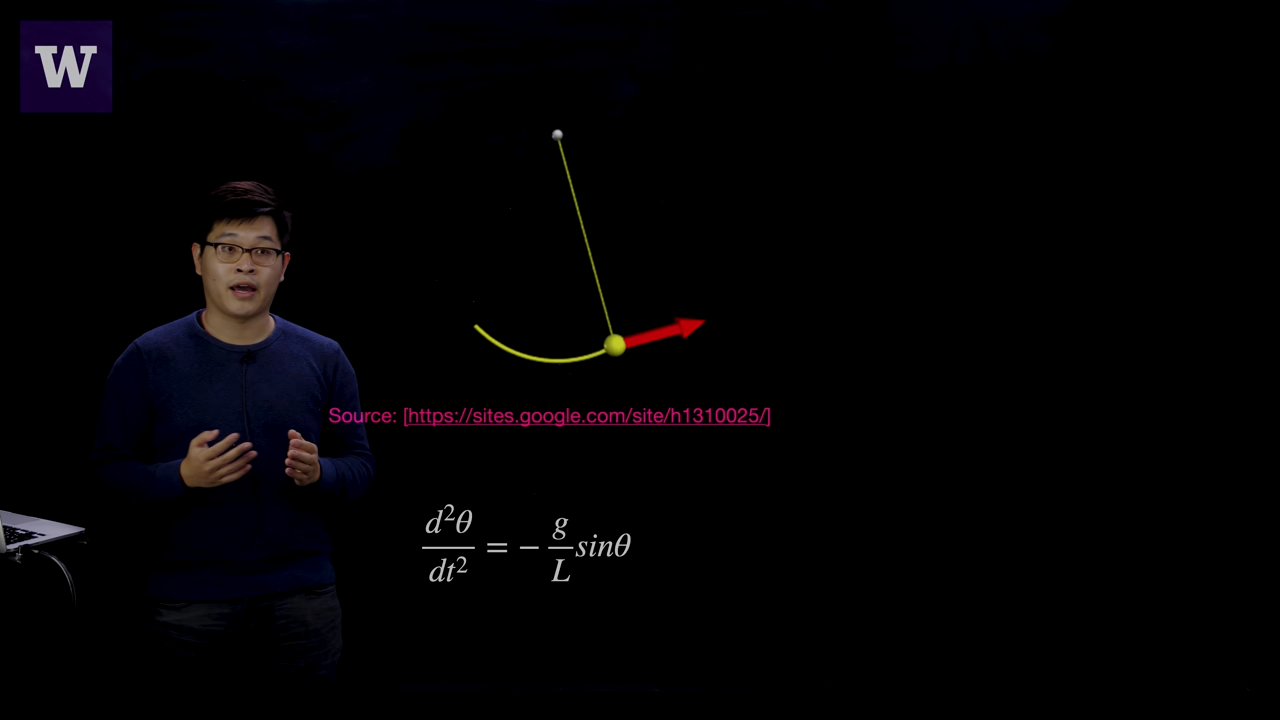 W
Source: [https://sites.google.com/site/h1310025/]
d²θ/dt² = − g/L sinθ